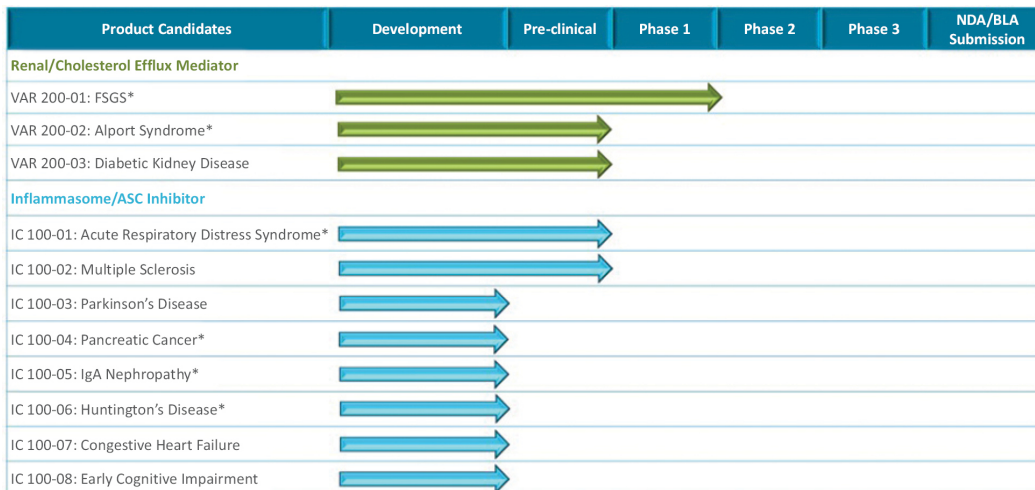 Product Candidates Development Pre-clinical Phase 1 Phase 2 Phase 3 NDA/BLA
Submission
Renal/Cholesterol Efflux Mediator
VAR 200-01: FSGS*
VAR 200-02: Alport Syndrome*
VAR 200-03: Diabetic Kidney Disease
Inflammasome/ASC Inhibitor
IC 100-01: Acute Respiratory Distress Syndrome*
IC 100-02: Multiple Sclerosis
IC 100-03: Parkinson’s Disease
IC 100-04: Pancreatic Cancer*
IC 100-05: IgA Nephropathy*
IC 100-06: Huntington’s Disease*
IC 100-07: Congestive Heart Failure
IC 100-08: Early Cognitive Impairment